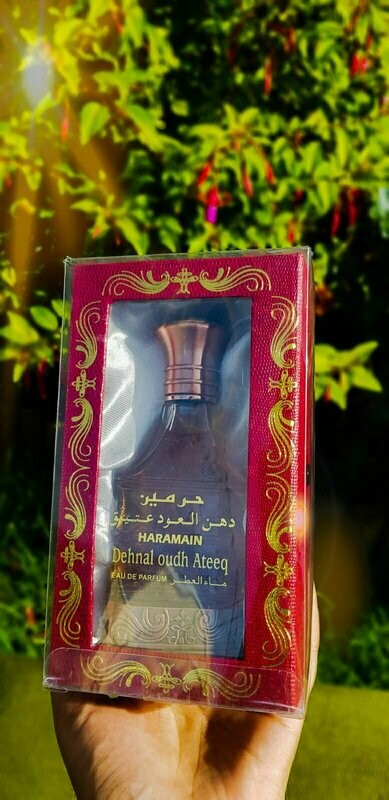 حرمين
دهن العود عتيق
HARAMAIN
Dehnal oudh Ateeq
EAU DE PARFUM ماء العطر